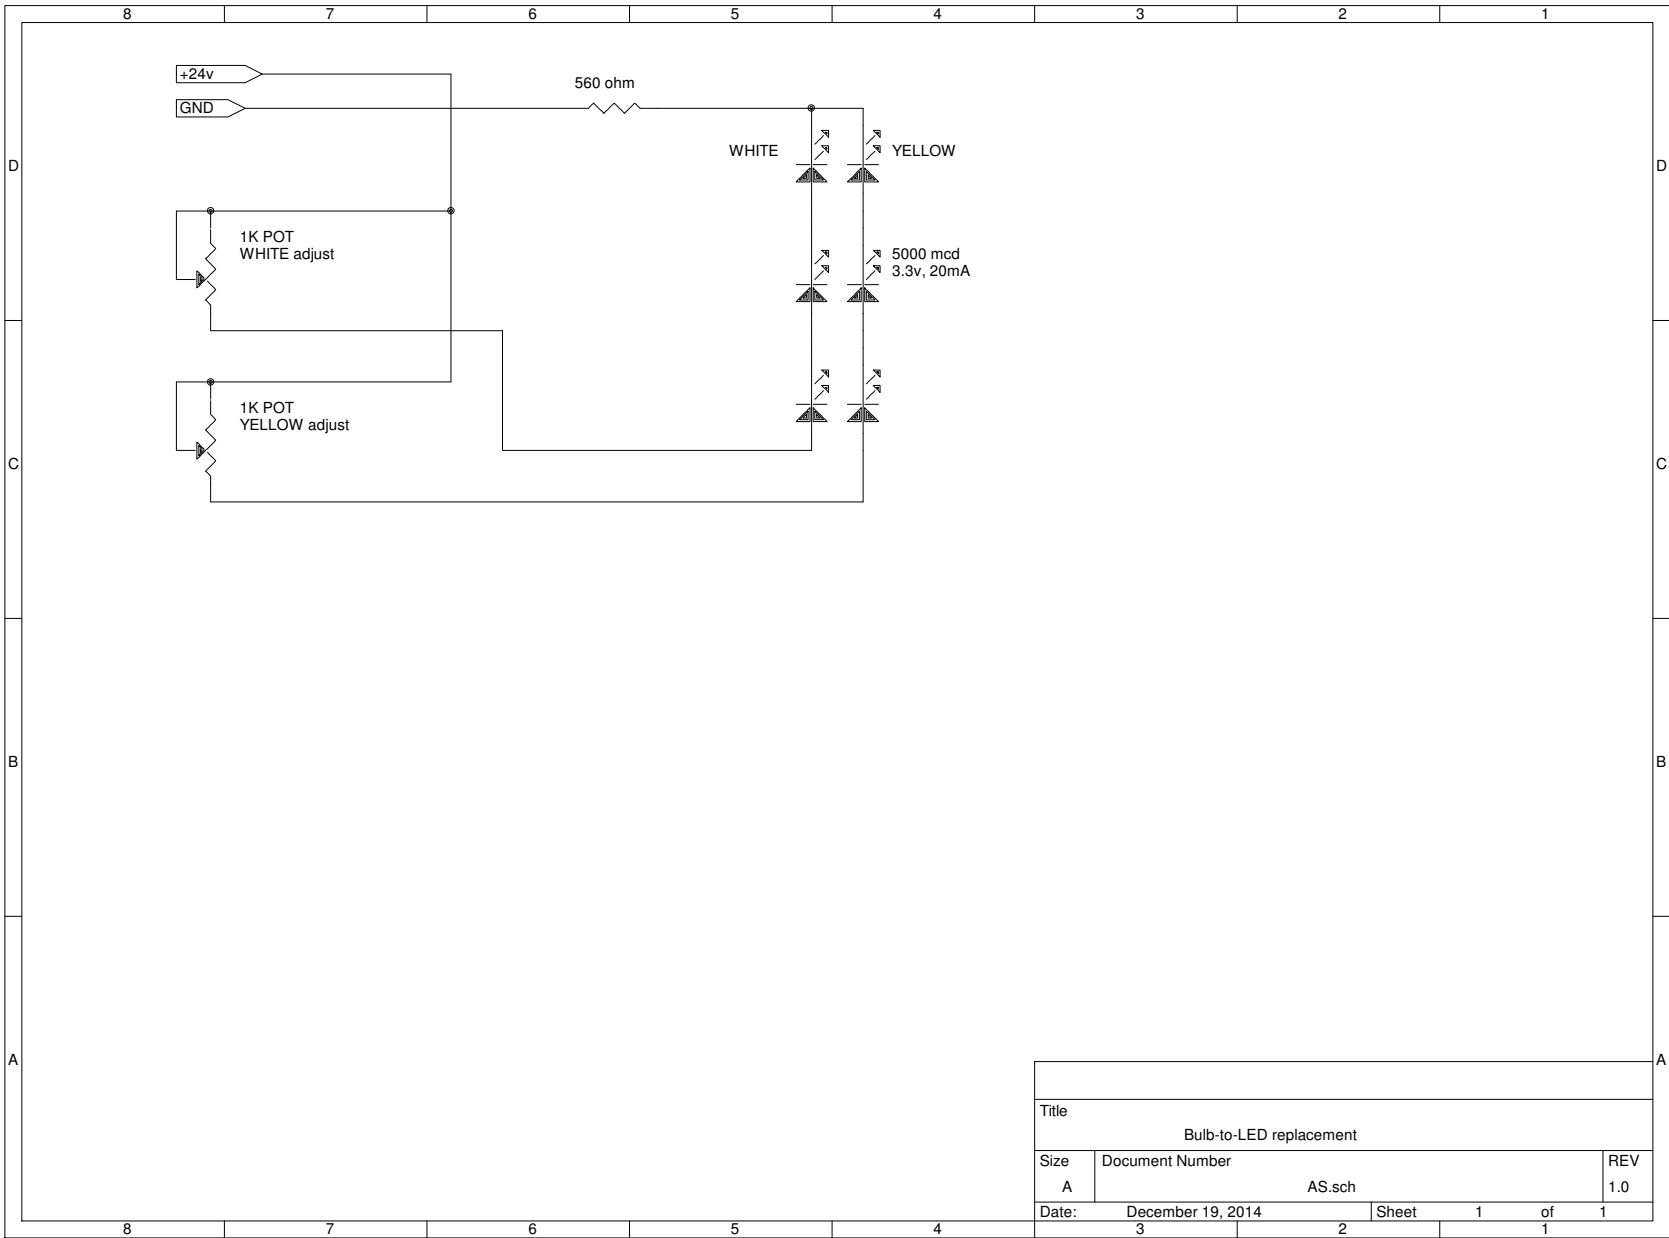 8 7 6 5 4 3 2 1
+24v
560 ohm
GND
WHITE YELLOW
D D
1K POT
WHITE adjust
5000 mcd
3.3v, 20mA
1K POT
YELLOW adjust
C C
B B
A A
Title
Bulb-to-LED replacement
Size Document Number REV
A AS.sch 1.0
Date: December 19, 2014 Sheet 1 of 1
8 7 6 5 4 3 2 1